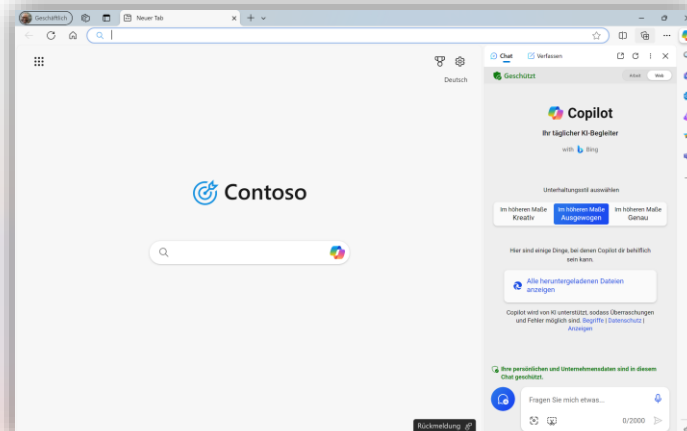 Geschäftlich
Neuer Tab
Deutsch
Contoso
Rückmeldung
Chat
Verfassen
Geschützt
Arbeit
Web
Copilot
Ihr täglicher KI-Begleiter
with Bing
Unterhaltungsstil auswählen
Im höheren Maße
Kreativ
Im höheren Maße
Ausgewogen
Im höheren Maße
Genau
Hier sind einige Dinge, bei denen Copilot dir behilflich
sein kann.
Alle heruntergeladenen Dateien
anzeigen
Copilot wird von KI unterstützt, sodass Überraschungen
und Fehler möglich sind. Begriffe | Datenschutz |
Anzeigen
Ihre persönlichen und Unternehmensdaten sind in diesem
Chat geschützt.
Fragen Sie mich etwas...
0/2000